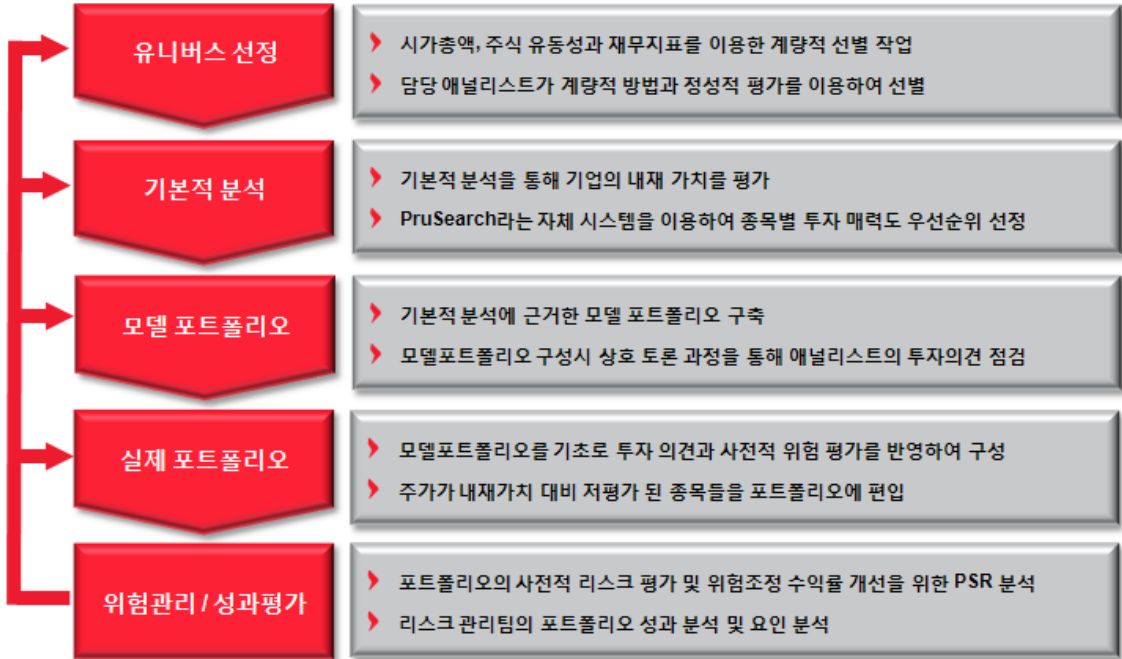 유니버스 선정
시가총액, 주식 유동성과 재무지표를 이용한 계량적 선별 작업
담당 애널리스트가 계량적 방법과 정성적 평가를 이용하여 선별
기본적 분석
기본적 분석을 통해 기업의 내재 가치를 평가
PruSearch라는 자체 시스템을 이용하여 종목별 투자 매력도 우선순위 선정
모델 포트폴리오
기본적 분석에 근거한 모델 포트폴리오 구축
모델포트폴리오 구성시 상호 토론 과정을 통해 애널리스트의 투자의견 점검
실제 포트폴리오
모델포트폴리오를 기초로 투자 의견과 사전적 위험 평가를 반영하여 구성
주가가 내재가치 대비 저평가 된 종목들을 포트폴리오에 편입
위험관리 / 성과평가
포트폴리오의 사전적 리스크 평가 및 위험조정 수익률 개선을 위한 PSR 분석
리스크 관리팀의 포트폴리오 성과 분석 및 요인 분석